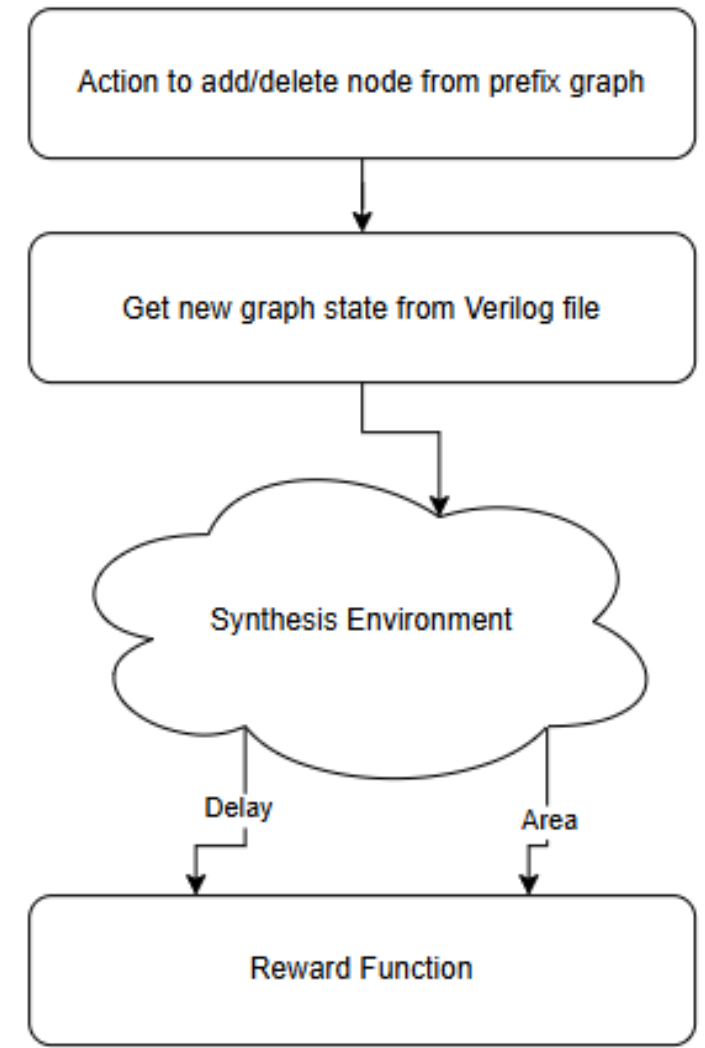 Action to add/delete node from prefix graph
Get new graph state from Verilog file
Synthesis Environment
Delay
Area
Reward Function